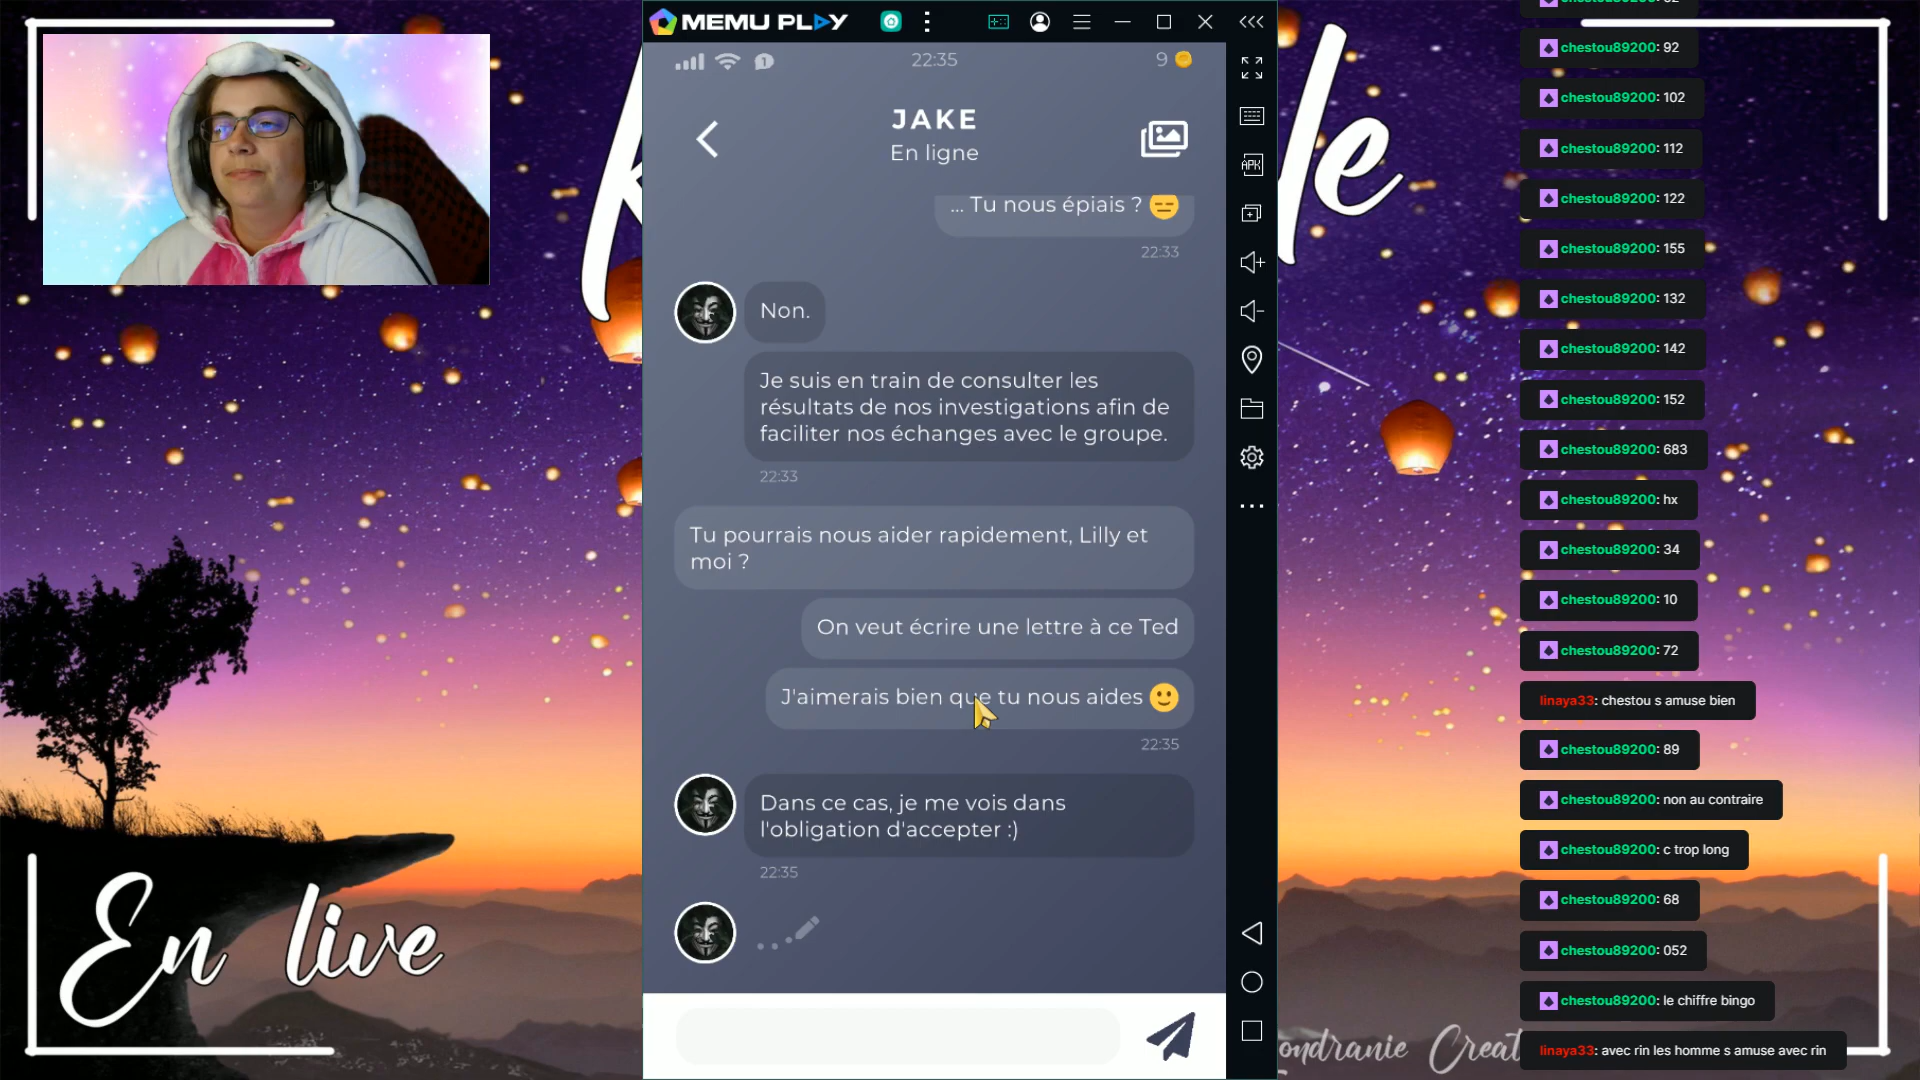 MEMU PLAY
22:35
9
JAKE
En ligne
... Tu nous épiais ?
22:33
Non.
Je suis en train de consulter les
résultats de nos investigations afin de
faciliter nos échanges avec le groupe.
22:33
Tu pourrais nous aider rapidement, Lilly et
moi ?
On veut écrire une lettre à ce Ted
J'aimerais bien que tu nous aides
22:35
Dans ce cas, je me vois dans
l'obligation d'accepter :)
22:35
APK
En live
chestou89200: 92
chestou89200: 102
chestou89200: 112
chestou89200: 122
chestou89200: 155
chestou89200: 132
chestou89200: 142
chestou89200: 152
chestou89200: 683
chestou89200: hx
chestou89200: 34
chestou89200: 10
chestou89200: 72
linaya33: chestou s amuse bien
chestou89200: 89
chestou89200: non au contraire
chestou89200: c trop long
chestou89200: 68
chestou89200: 052
chestou89200: le chiffre bingo
linaya33: avec rin les homme s amuse avec rin